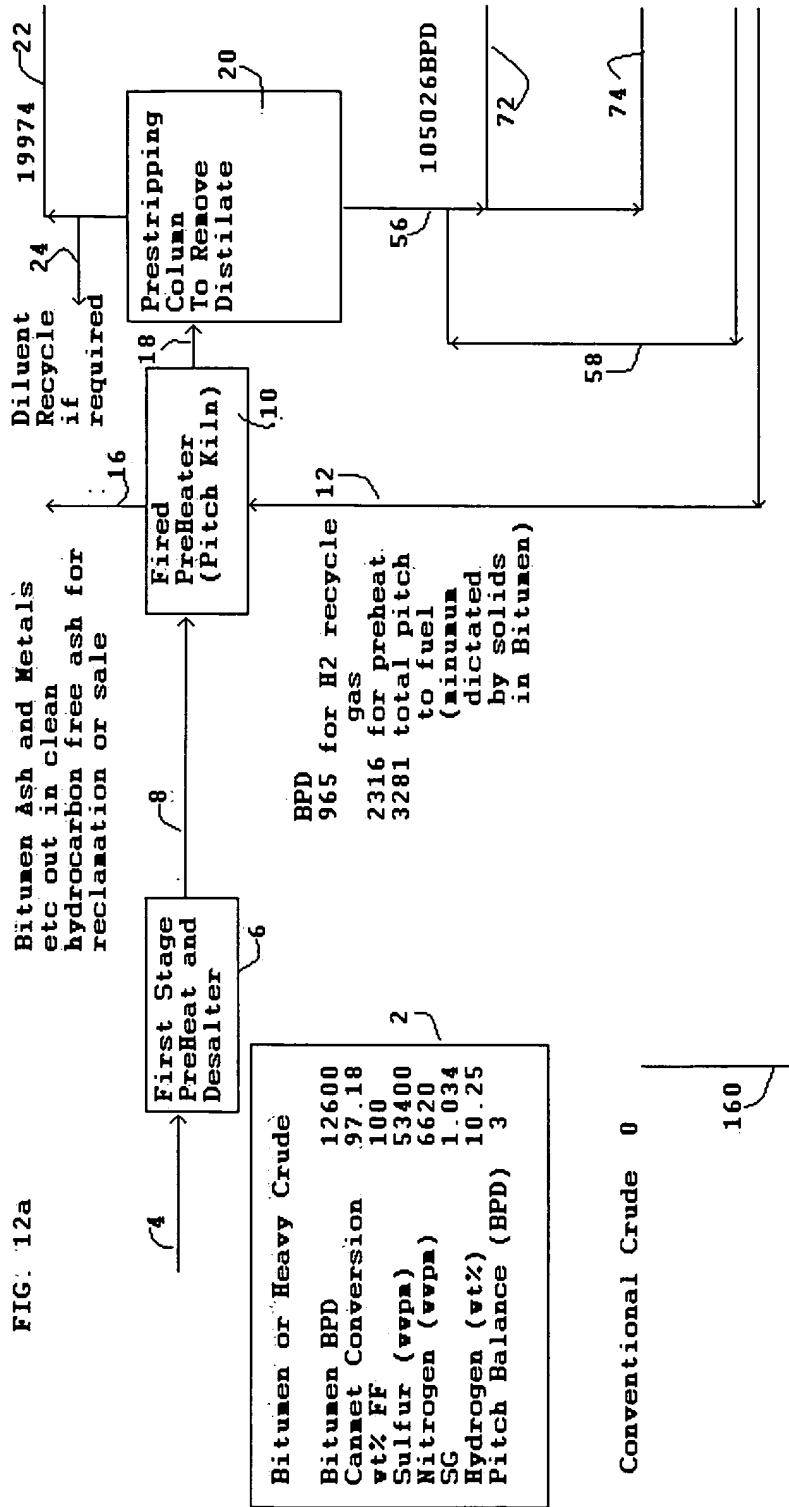 FIG. 12a
4
First Stage
PreHeat and
Desalter
6
8
Bitumen Ash and Metals
etc out in clean
hydrocarbon free ash for
reclamation or sale
16
Fired
PreHeater
(Pitch Kiln)
10
18
Diluent
Recycle
if
required
24
19974
22
Prestripping
Column
To Remove
Distilate
20
Bitumen or Heavy Crude
Bitumen BPD 12600
Canmet Conversion 97.18
wt% FF 100
Sulfur (wwpm) 53400
Nitrogen (wwpm) 6620
SG 1.034
Hydrogen (wt%) 10.25
Pitch Balance (BPD) 3
2
BPD
965 for H2 recycle
gas
2316 for preheat
3281 total pitch
to fuel
(minumum
dictated
by solids
in Bitumen)
12
56
105026BPD
58
72
74
Conventional Crude 0
160